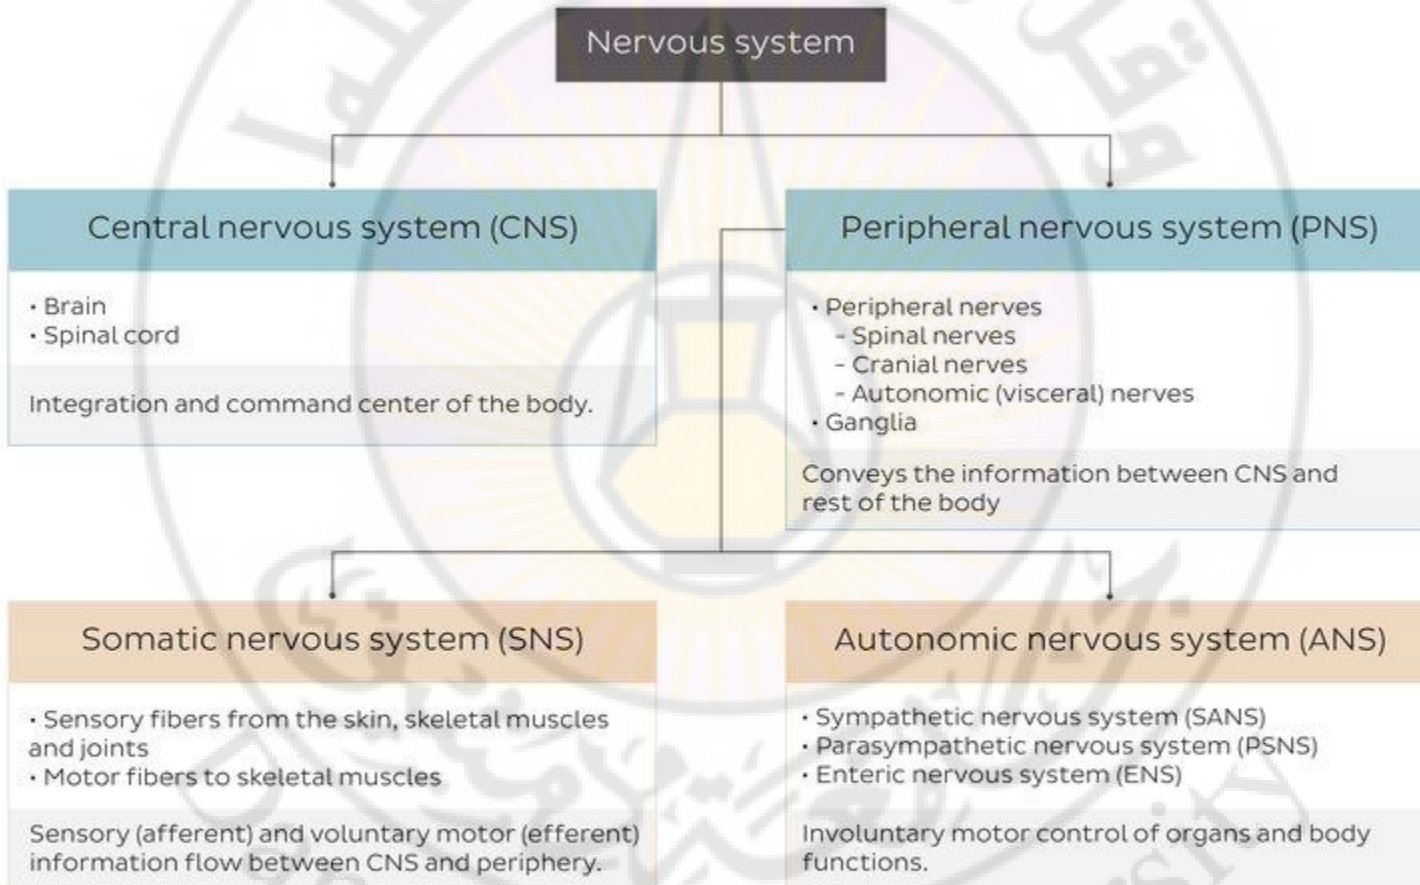 Nervous system
Central nervous system (CNS)
• Brain
• Spinal cord
Integration and command center of the body.
Peripheral nervous system (PNS)
• Peripheral nerves
- Spinal nerves
- Cranial nerves
- Autonomic (visceral) nerves
• Ganglia
Conveys the information between CNS and
rest of the body
Somatic nervous system (SNS)
• Sensory fibers from the skin, skeletal muscles
and joints
• Motor fibers to skeletal muscles
Sensory (afferent) and voluntary motor (efferent)
information flow between CNS and periphery.
Autonomic nervous system (ANS)
• Sympathetic nervous system (SANS)
• Parasympathetic nervous system (PSNS)
• Enteric nervous system (ENS)
Involuntary motor control of organs and body
functions.